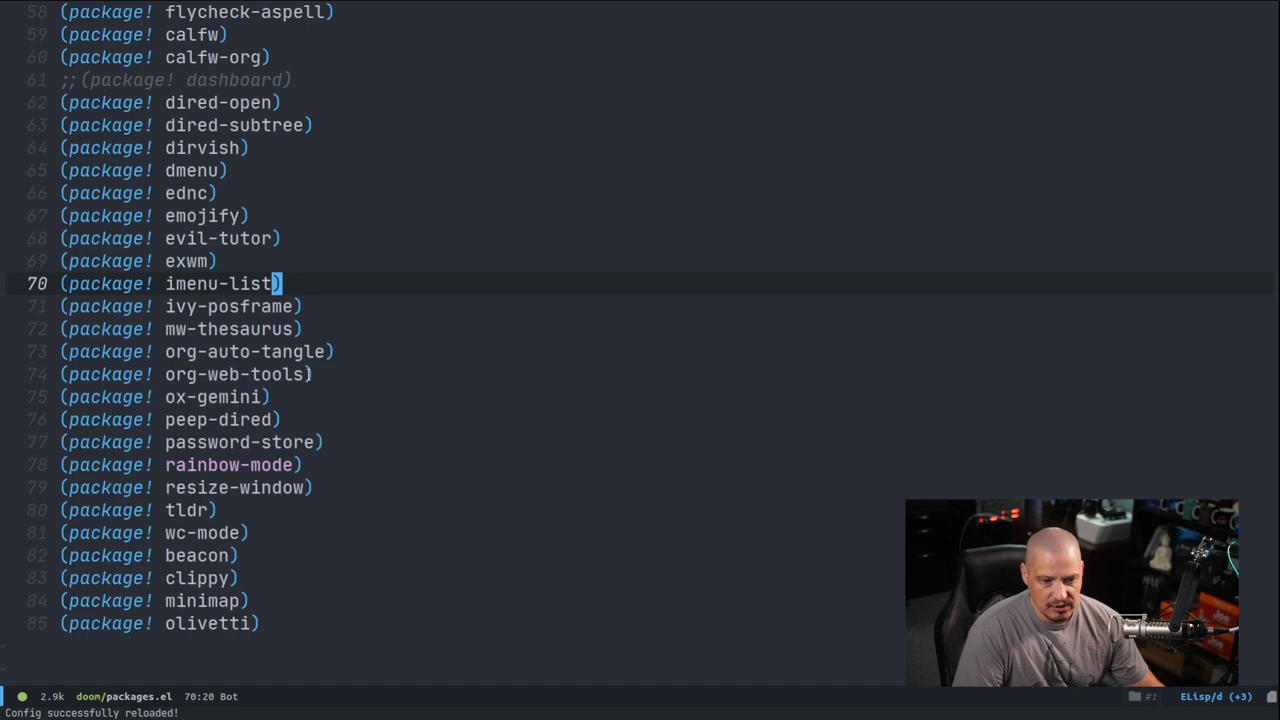 58 (package! flycheck-aspell)
59 (package! calfw)
60 (package! calfw-org)
61 ;;(package! dashboard)
62 (package! dired-open)
63 (package! dired-subtree)
64 (package! dirvish)
65 (package! dmenu)
66 (package! ednc)
67 (package! emojify)
68 (package! evil-tutor)
69 (package! exwm)
70 (package! imenu-list)
71 (package! ivy-posframe)
72 (package! mw-thesaurus)
73 (package! org-auto-tangle)
74 (package! org-web-tools)
75 (package! ox-gemini)
76 (package! peep-dired)
77 (package! password-store)
78 (package! rainbow-mode)
79 (package! resize-window)
80 (package! tldr)
81 (package! wc-mode)
82 (package! beacon)
83 (package! clippy)
84 (package! minimap)
85 (package! olivetti)
2.9k doom/packages.el 70:20 Bot #1 ELisp/d (+3)
Config successfully reloaded!